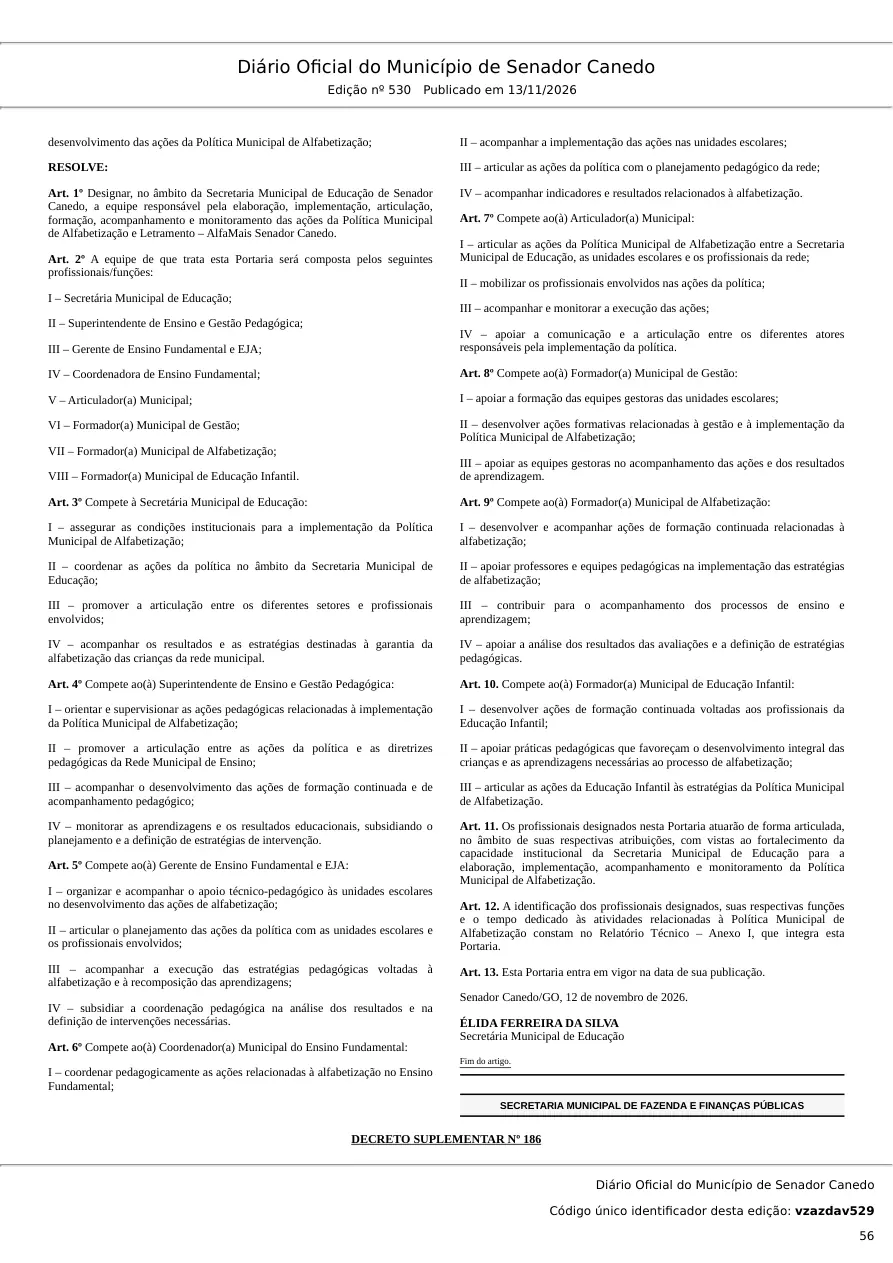 Diário Oficial do Município de Senador Canedo
Edição nº 530 Publicado em 13/11/2026
desenvolvimento das ações da Política Municipal de Alfabetização;
RESOLVE:
Art. 1º Designar, no âmbito da Secretaria Municipal de Educação de Senador
Canedo, a equipe responsável pela elaboração, implementação, articulação,
formação, acompanhamento e monitoramento das ações da Política Municipal
de Alfabetização e Letramento – AlfaMais Senador Canedo.
Art. 2º A equipe de que trata esta Portaria será composta pelos seguintes
profissionais/funções:
I – Secretária Municipal de Educação;
II – Superintendente de Ensino e Gestão Pedagógica;
III – Gerente de Ensino Fundamental e EJA;
IV – Coordenadora de Ensino Fundamental;
V – Articulador(a) Municipal;
VI – Formador(a) Municipal de Gestão;
VII – Formador(a) Municipal de Alfabetização;
VIII – Formador(a) Municipal de Educação Infantil.
Art. 3º Compete à Secretária Municipal de Educação:
I – assegurar as condições institucionais para a implementação da Política
Municipal de Alfabetização;
II – coordenar as ações da política no âmbito da Secretaria Municipal de
Educação;
III – promover a articulação entre os diferentes setores e profissionais
envolvidos;
IV – acompanhar os resultados e as estratégias destinadas à garantia da
alfabetização das crianças da rede municipal.
Art. 4º Compete ao(à) Superintendente de Ensino e Gestão Pedagógica:
I – orientar e supervisionar as ações pedagógicas relacionadas à implementação
da Política Municipal de Alfabetização;
II – promover a articulação entre as ações da política e as diretrizes
pedagógicas da Rede Municipal de Ensino;
III – acompanhar o desenvolvimento das ações de formação continuada e de
acompanhamento pedagógico;
IV – monitorar as aprendizagens e os resultados educacionais, subsidiando o
planejamento e a definição de estratégias de intervenção.
Art. 5º Compete ao(à) Gerente de Ensino Fundamental e EJA:
I – organizar e acompanhar o apoio técnico-pedagógico às unidades escolares
no desenvolvimento das ações de alfabetização;
II – articular o planejamento das ações da política com as unidades escolares e
os profissionais envolvidos;
III – acompanhar a execução das estratégias pedagógicas voltadas à
alfabetização e à recomposição das aprendizagens;
IV – subsidiar a coordenação pedagógica na análise dos resultados e na
definição de intervenções necessárias.
Art. 6º Compete ao(à) Coordenador(a) Municipal do Ensino Fundamental:
I – coordenar pedagogicamente as ações relacionadas à alfabetização no Ensino
Fundamental;
II – acompanhar a implementação das ações nas unidades escolares;
III – articular as ações da política com o planejamento pedagógico da rede;
IV – acompanhar indicadores e resultados relacionados à alfabetização.
Art. 7º Compete ao(à) Articulador(a) Municipal:
I – articular as ações da Política Municipal de Alfabetização entre a Secretaria
Municipal de Educação, as unidades escolares e os profissionais da rede;
II – mobilizar os profissionais envolvidos nas ações da política;
III – acompanhar e monitorar a execução das ações;
IV – apoiar a comunicação e a articulação entre os diferentes atores
responsáveis pela implementação da política.
Art. 8º Compete ao(à) Formador(a) Municipal de Gestão:
I – apoiar a formação das equipes gestoras das unidades escolares;
II – desenvolver ações formativas relacionadas à gestão e à implementação da
Política Municipal de Alfabetização;
III – apoiar as equipes gestoras no acompanhamento das ações e dos resultados
de aprendizagem.
Art. 9º Compete ao(à) Formador(a) Municipal de Alfabetização:
I – desenvolver e acompanhar ações de formação continuada relacionadas à
alfabetização;
II – apoiar professores e equipes pedagógicas na implementação das estratégias
de alfabetização;
III – contribuir para o acompanhamento dos processos de ensino e
aprendizagem;
IV – apoiar a análise dos resultados das avaliações e a definição de estratégias
pedagógicas.
Art. 10. Compete ao(à) Formador(a) Municipal de Educação Infantil:
I – desenvolver ações de formação continuada voltadas aos profissionais da
Educação Infantil;
II – apoiar práticas pedagógicas que favoreçam o desenvolvimento integral das
crianças e as aprendizagens necessárias ao processo de alfabetização;
III – articular as ações da Educação Infantil às estratégias da Política Municipal
de Alfabetização.
Art. 11. Os profissionais designados nesta Portaria atuarão de forma articulada,
no âmbito de suas respectivas atribuições, com vistas ao fortalecimento da
capacidade institucional da Secretaria Municipal de Educação para a
elaboração, implementação, acompanhamento e monitoramento da Política
Municipal de Alfabetização.
Art. 12. A identificação dos profissionais designados, suas respectivas funções
e o tempo dedicado às atividades relacionadas à Política Municipal de
Alfabetização constam no Relatório Técnico – Anexo I, que integra esta
Portaria.
Art. 13. Esta Portaria entra em vigor na data de sua publicação.
Senador Canedo/GO, 12 de novembro de 2026.
ÉLIDA FERREIRA DA SILVA
Secretária Municipal de Educação
Fim do artigo.
SECRETARIA MUNICIPAL DE FAZENDA E FINANÇAS PÚBLICAS
DECRETO SUPLEMENTAR Nº 186
Diário Oficial do Município de Senador Canedo
Código único identificador desta edição: vzazdav529
56